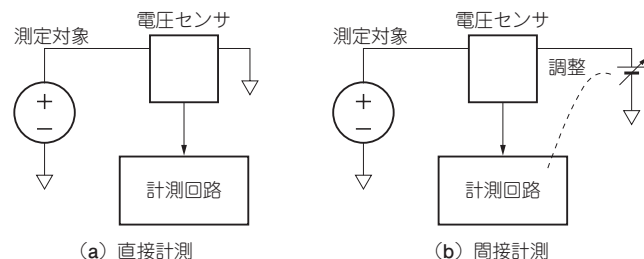 電圧センサ
測定対象
+
−
計測回路
(a) 直接計測
電圧センサ
測定対象
調整
+
−
計測回路
(b) 間接計測